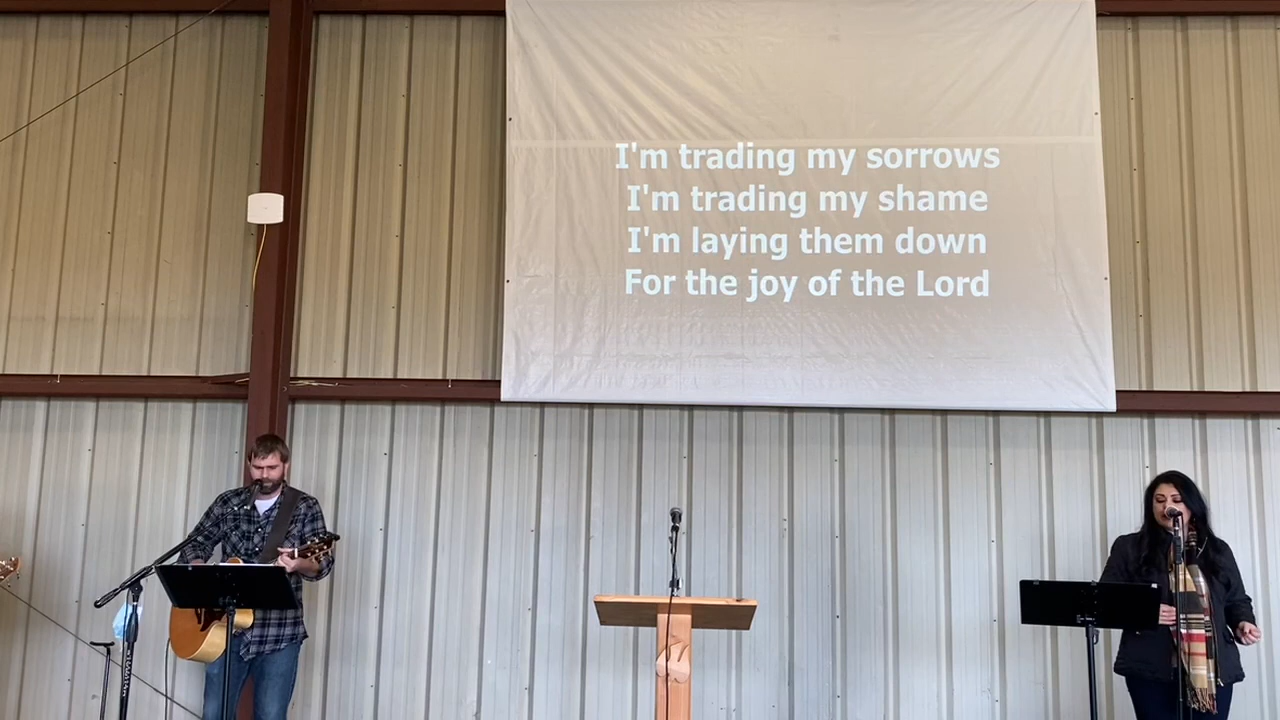 I'm trading my sorrows
I'm trading my shame
I'm laying them down
For the joy of the Lord